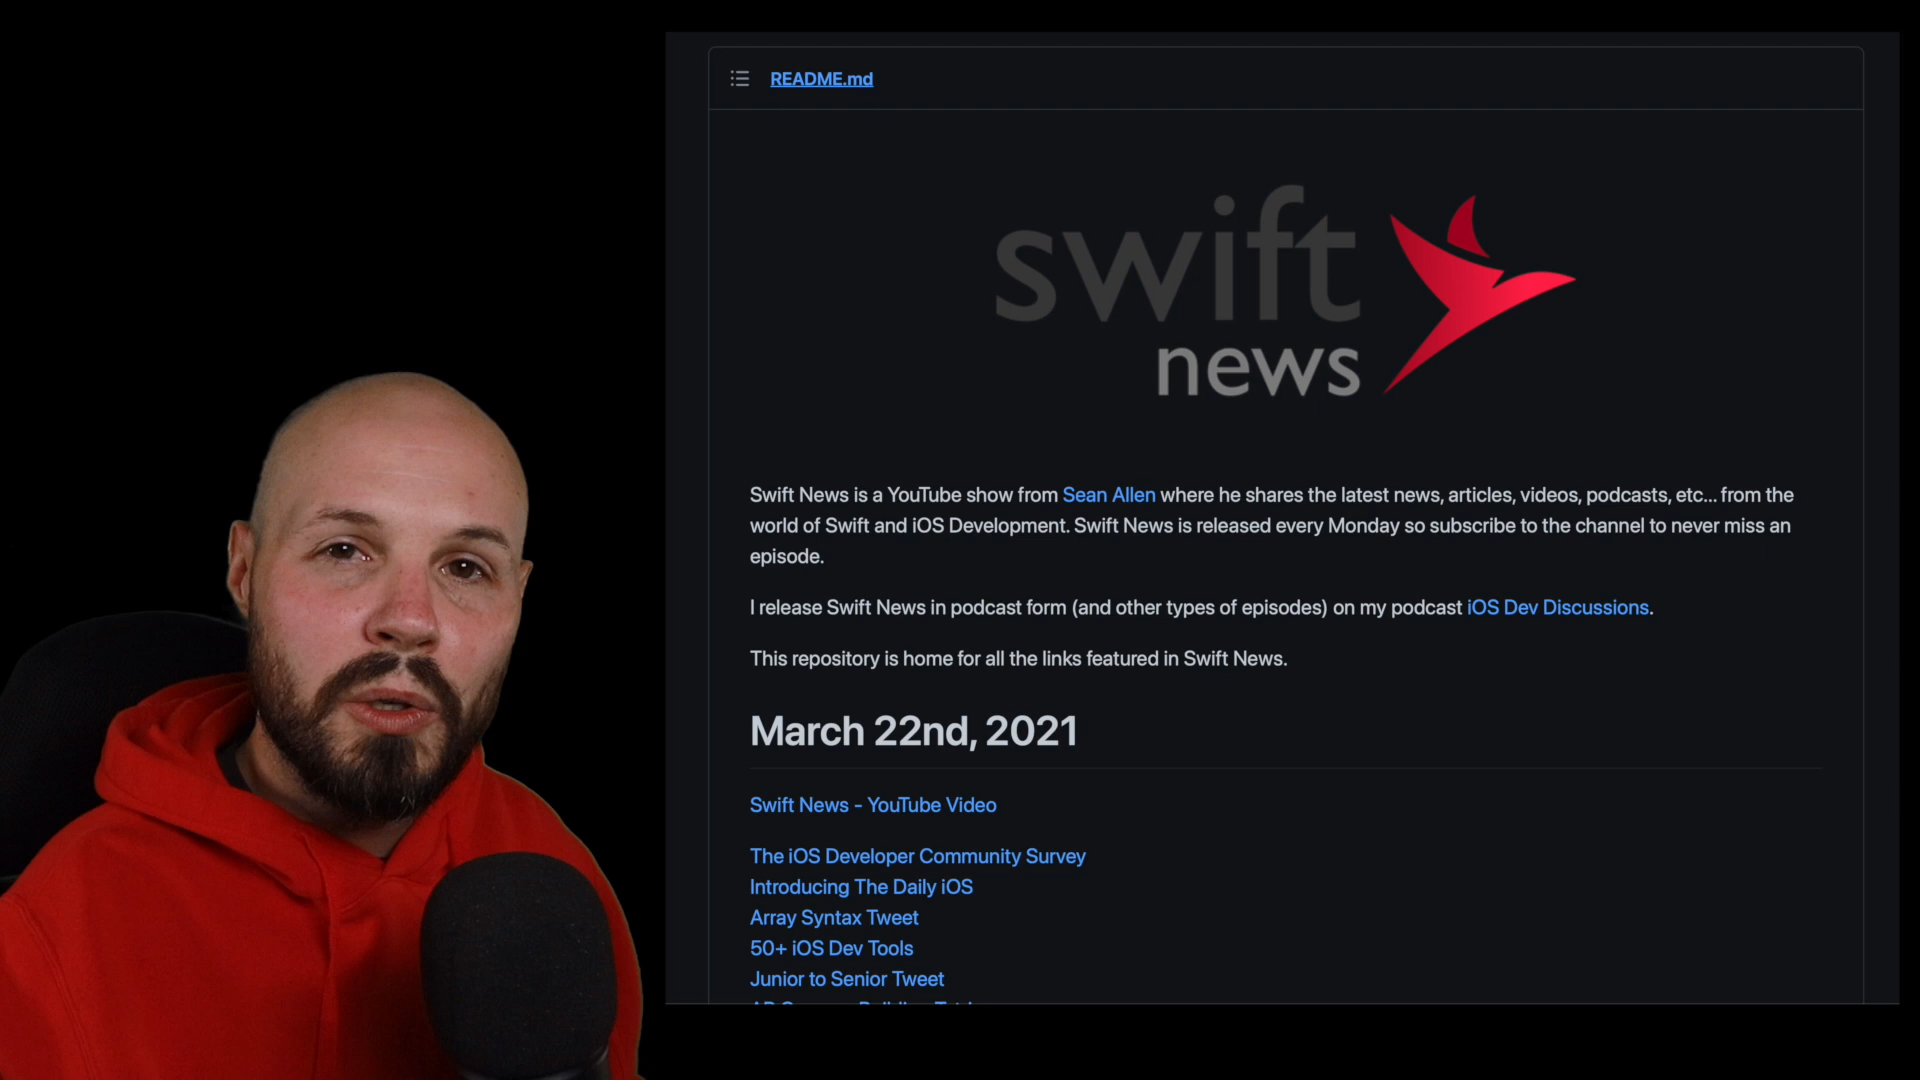 README.md
swift
news
Swift News is a YouTube show from Sean Allen where he shares the latest news, articles, videos, podcasts, etc... from the
world of Swift and iOS Development. Swift News is released every Monday so subscribe to the channel to never miss an
episode.
I release Swift News in podcast form (and other types of episodes) on my podcast iOS Dev Discussions.
This repository is home for all the links featured in Swift News.
March 22nd, 2021
Swift News - YouTube Video
The iOS Developer Community Survey
Introducing The Daily iOS
Array Syntax Tweet
50+ iOS Dev Tools
Junior to Senior Tweet